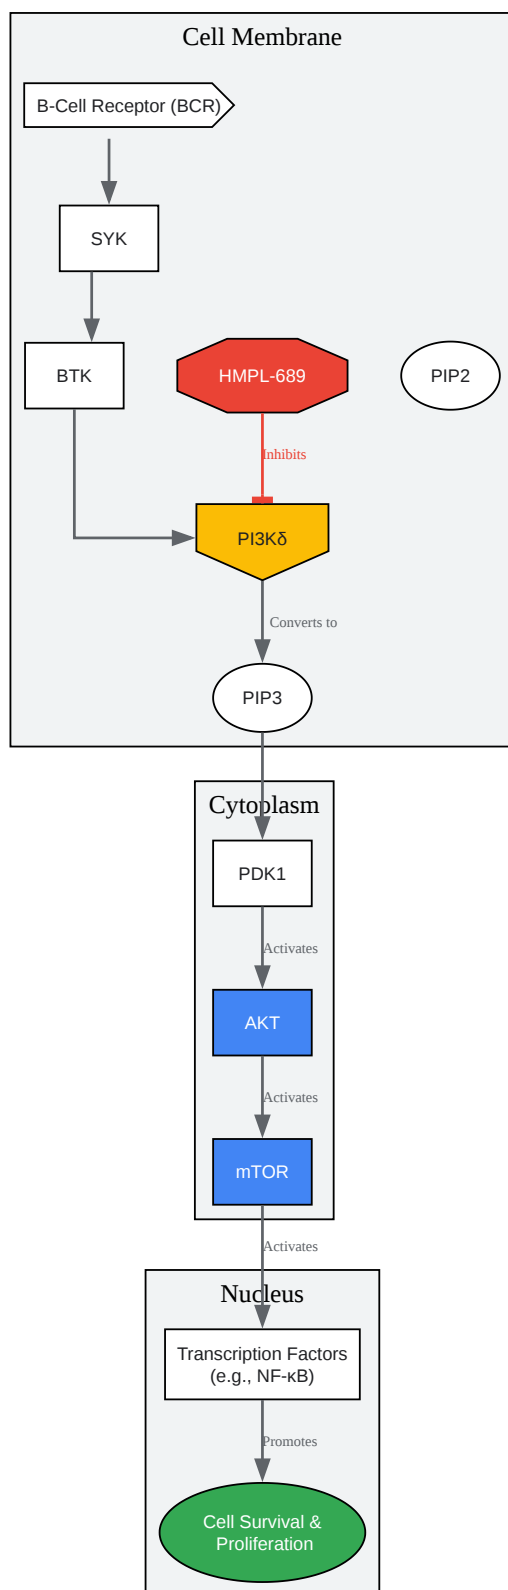 Cell Membrane
B-Cell Receptor (BCR)
SYK
BTK
HMPL-689
PIP2
Inhibits
PI3Kδ
Converts to
PIP3
Cytoplasm
PDK1
Activates
AKT
Activates
mTOR
Activates
Nucleus
Transcription Factors
(e.g., NF-κB)
Promotes
Cell Survival &
Proliferation